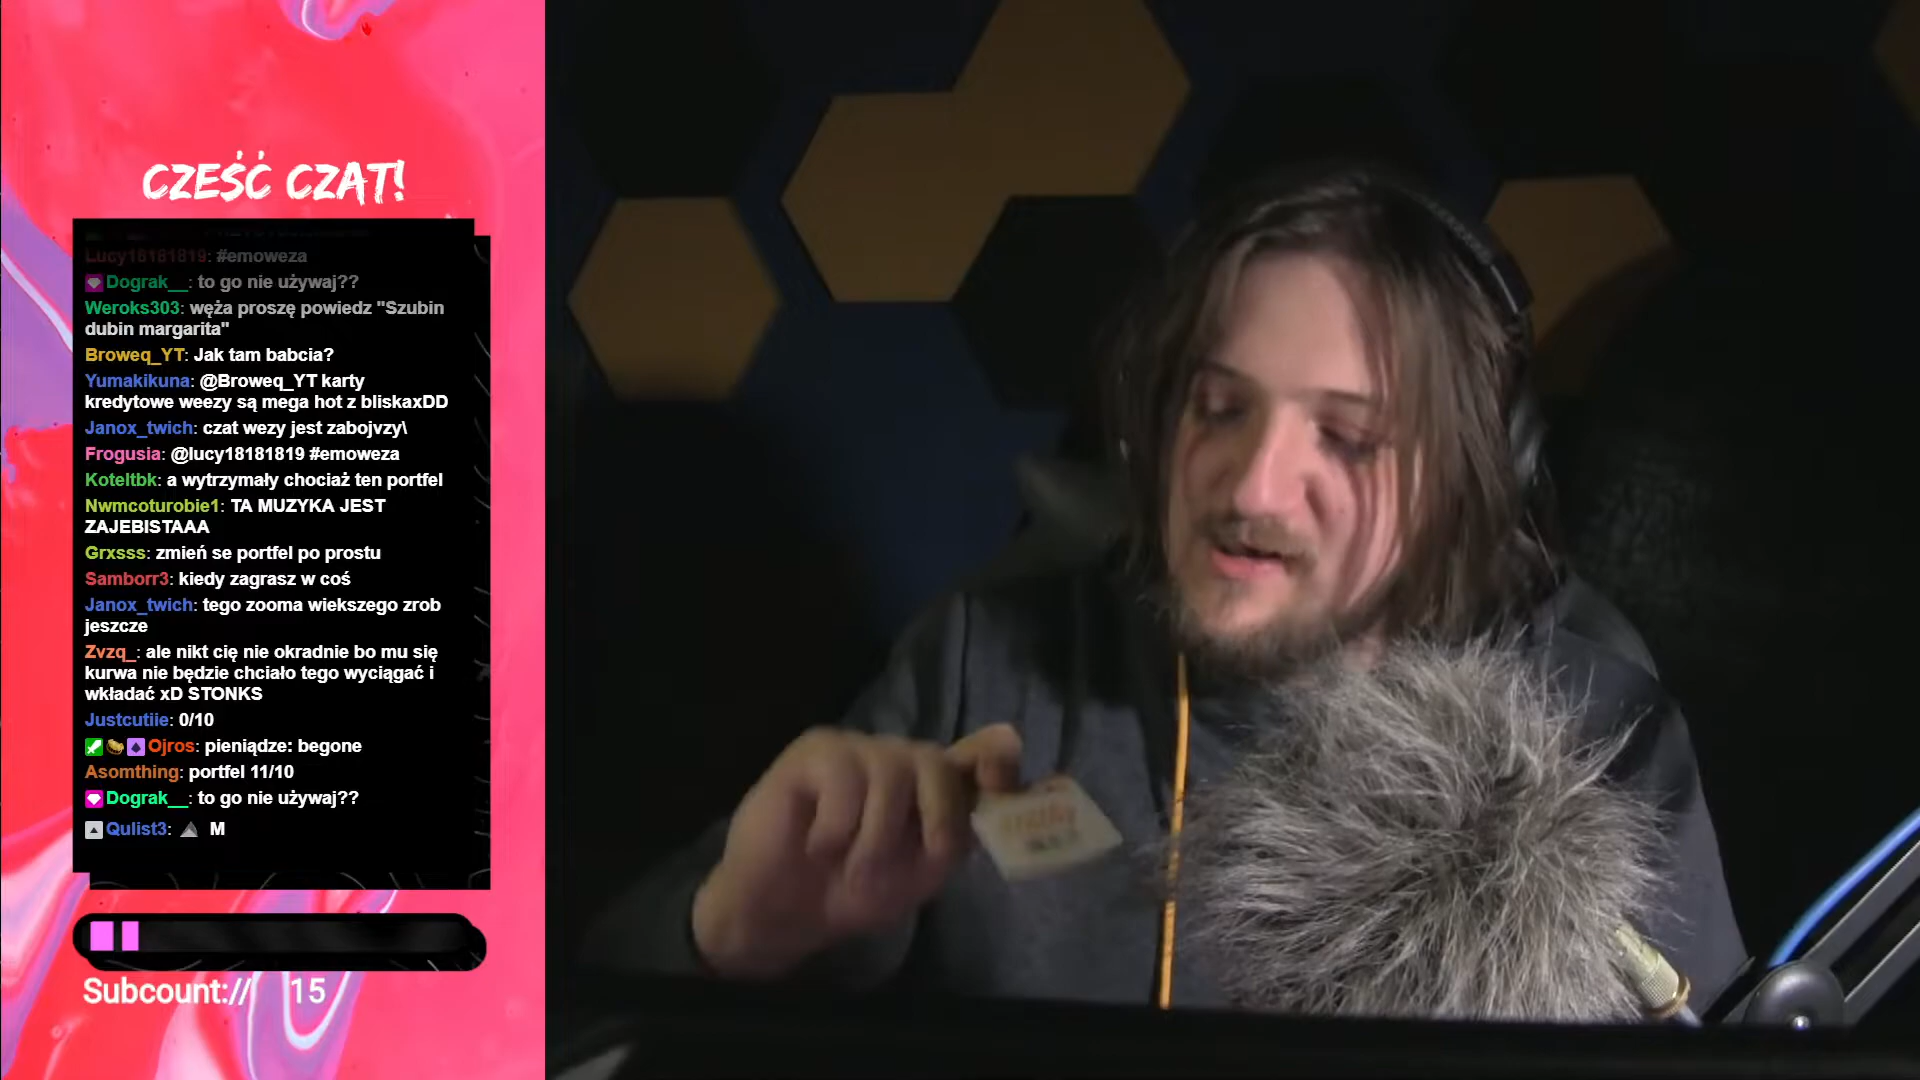 CZEŚĆ CZAT!
Lucy18181819: #emoweza
Dograk__: to go nie używaj??
Weroks303: węża proszę powiedz "Szubin
dubin margarita"
Broweq_YT: Jak tam babcia?
Yumakikuna: @Broweq_YT karty
kredytowe weezy są mega hot z bliskaxDD
Janox_twich: czat wezy jest zabojvzy\
Frogusia: @lucy18181819 #emoweza
Koteltbk: a wytrzymały chociaż ten portfel
Nwmcoturobie1: TA MUZYKA JEST
ZAJEBISTAAA
Grxsss: zmień se portfel po prostu
Samborr3: kiedy zagrasz w coś
Janox_twich: tego zooma wiekszego zrob
jeszcze
Zvzq_: ale nikt cię nie okradnie bo mu się
kurwa nie będzie chciało tego wyciągać i
wkładać xD STONKS
Justcutiie: 0/10
Ojros: pieniądze: begone
Asomthing: portfel 11/10
Dograk__: to go nie używaj??
Qulist3: M
Subcount:// 15